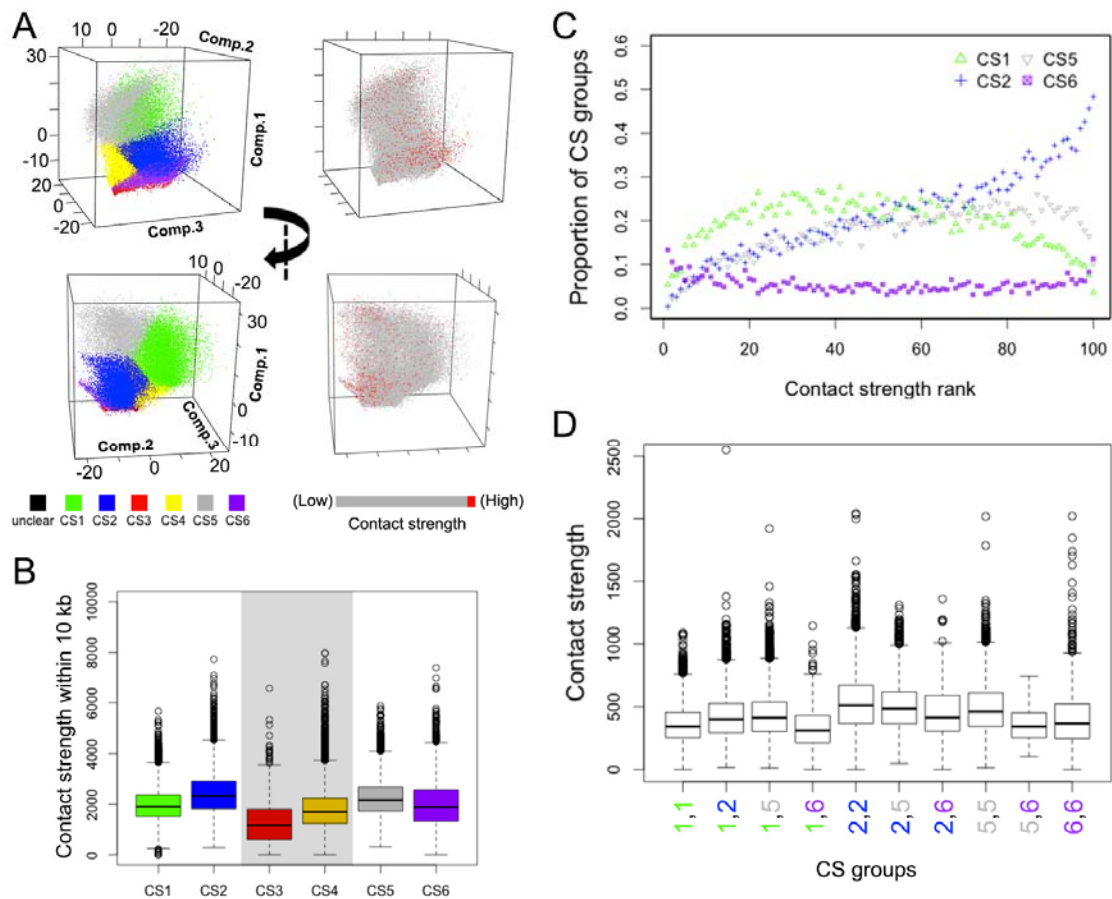 A
10 0 -20
Comp.2
30
0
-10
20
0
-20
Comp.1
Comp.3
10 0 -20
30
Comp.1
0
-10
Comp.3
Comp.2
-20 0 20
unclear CS1 CS2 CS3 CS4 CS5 CS6
(Low) (High)
Contact strength
B
Contact strength within 10 kb
0 2000 4000 6000 8000 10000
CS1 CS2 CS3 CS4 CS5 CS6
C
Proportion of CS groups
0.0 0.1 0.2 0.3 0.4 0.5 0.6
CS1 CS5
CS2 CS6
0 20 40 60 80 100
Contact strength rank
D
Contact strength
0 500 1000 1500 2000 2500
1,1 1,2 1,5 1,6 2,2 2,5 2,6 5,5 5,6 6,6
CS groups